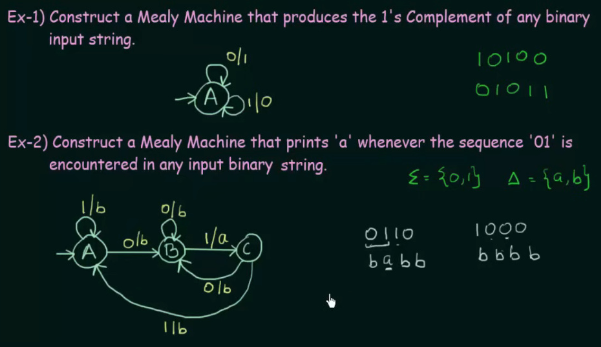 Ex-1) Construct a Mealy Machine that produces the 1's Complement of any binary
input string.
0/1
A
1/0
10100
01011
Ex-2) Construct a Mealy Machine that prints 'a' whenever the sequence '01' is
encountered in any input binary string.
Σ = {0,1} Δ = {a,b}
1/b
0/b
A
0/b
B
1/a
C
0/b
1/b
0110
babb
1000
bbbb